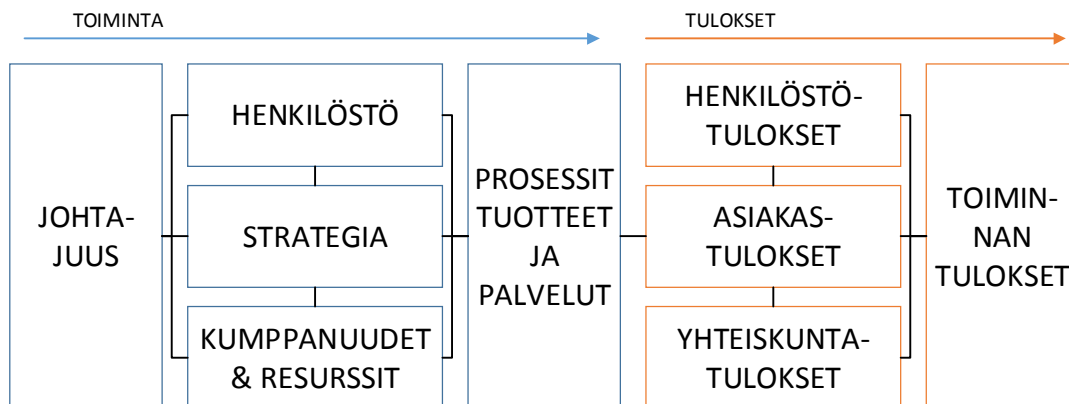 TOIMINTA
TULOKSET
JOHTA-
JUUS
HENKILÖSTÖ
STRATEGIA
KUMPPANUUDET
& RESURSSIT
PROSESSIT
TUOTTEET
JA
PALVELUT
HENKILÖSTÖ-
TULOKSET
ASIAKAS-
TULOKSET
YHTEISKUNTA-
TULOKSET
TOIMIN-
NAN
TULOKSET